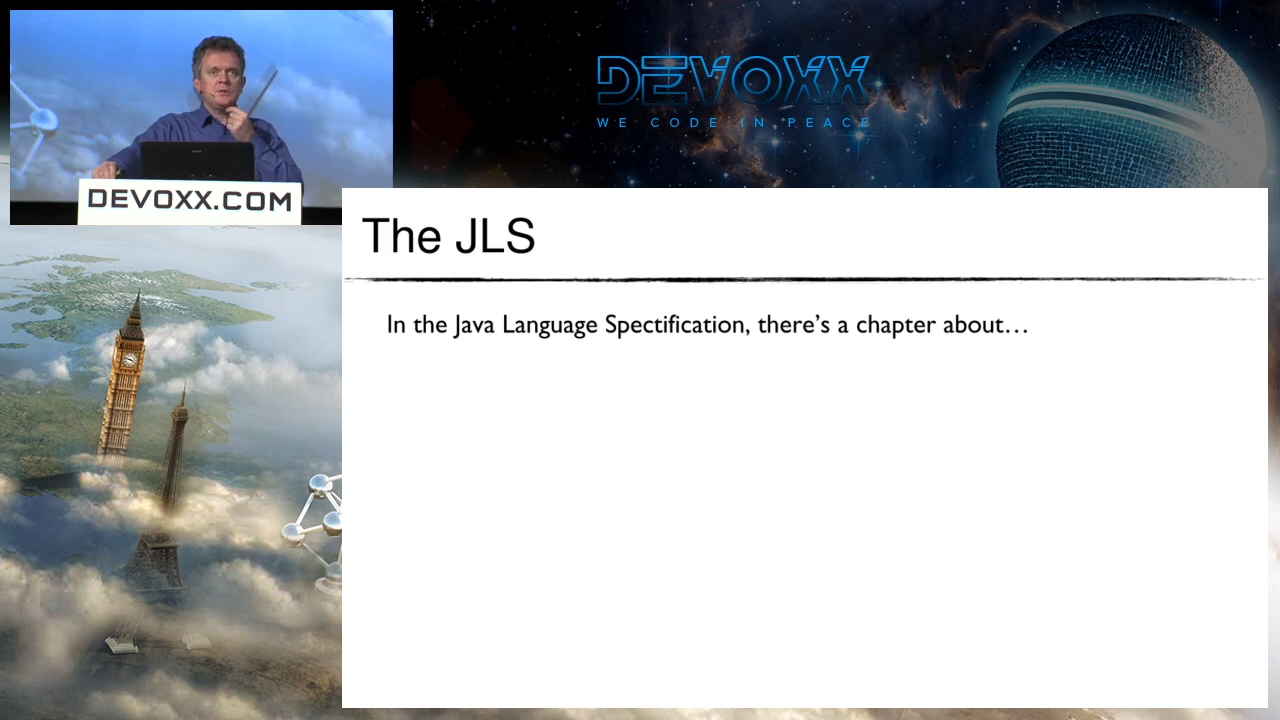 DEVOXX
WE CODE IN PEACE
DEVOXX.COM
The JLS
In the Java Language Spectification, there's a chapter about…